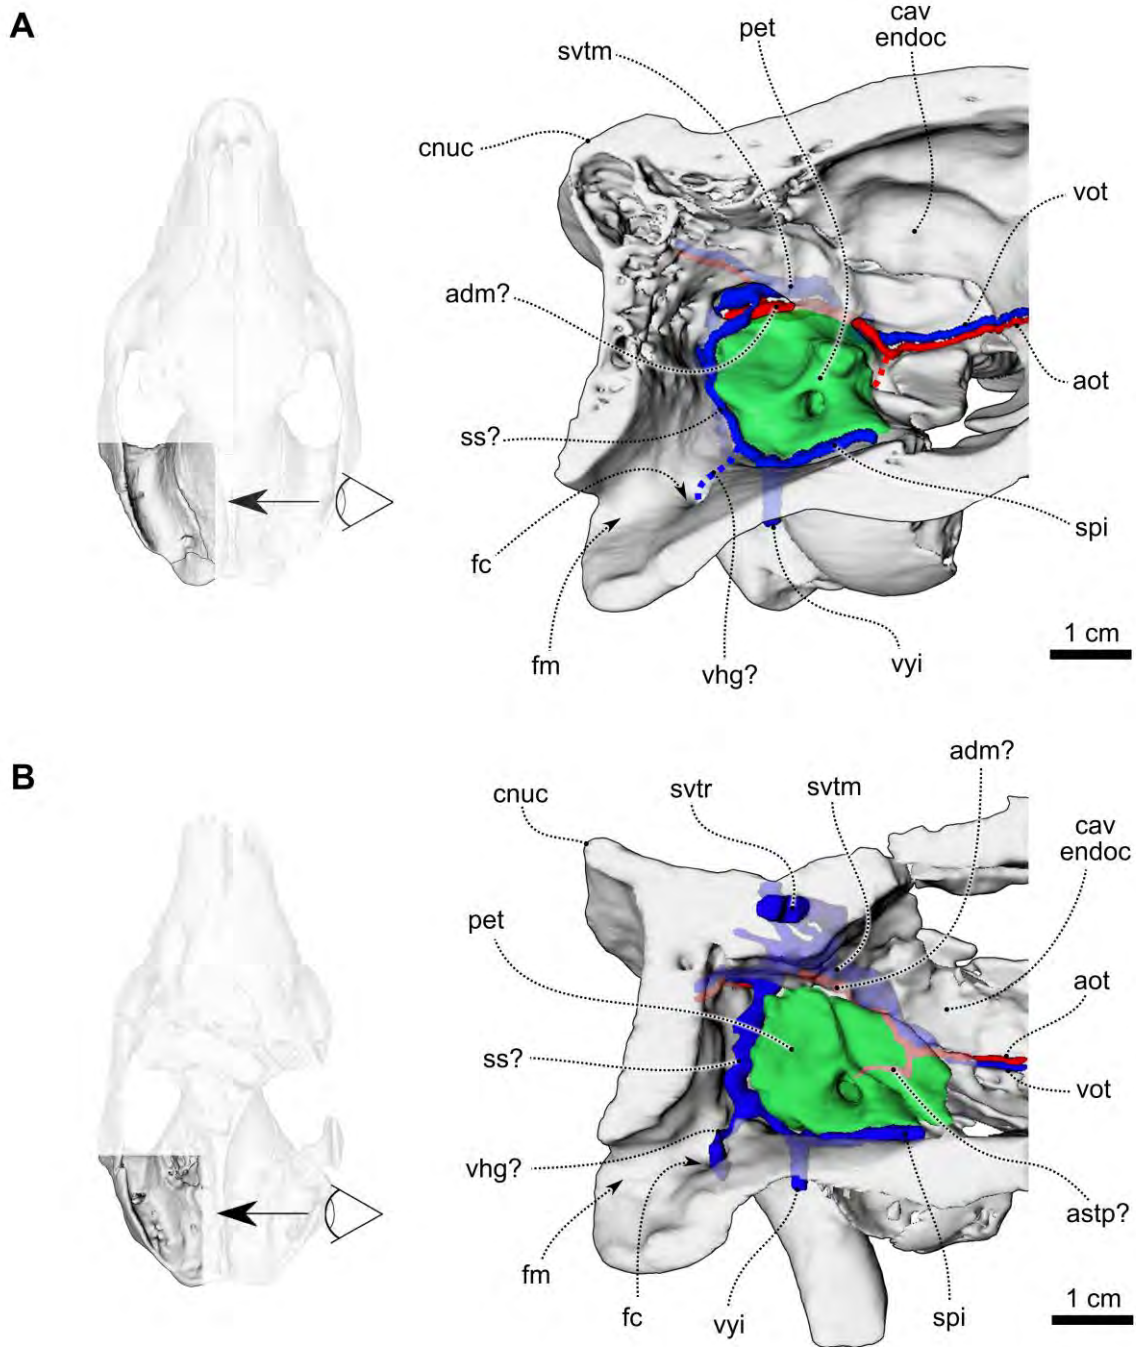 A
cav
endoc
pet
svtm
cnuc
vot
adm?
aot
ss?
fc
spi
fm
vhg?
vyi
1 cm
B
adm?
cnuc
svtr
svtm
cav
endoc
pet
aot
ss?
vot
vhg?
astp?
fm
fc
vyi
spi
1 cm